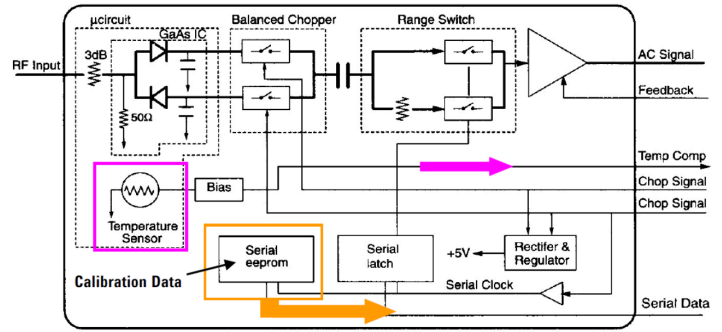 μcircuit
GaAs IC
Balanced Chopper
Range Switch
3dB
RF Input
AC Signal
Feedback
50Ω
Temp Comp
Bias
Chop Signal
Chop Signal
Temperature
Sensor
Serial
eeprom
Serial
latch
+5V
Rectifer &
Regulator
Calibration Data
Serial Clock
Serial Data